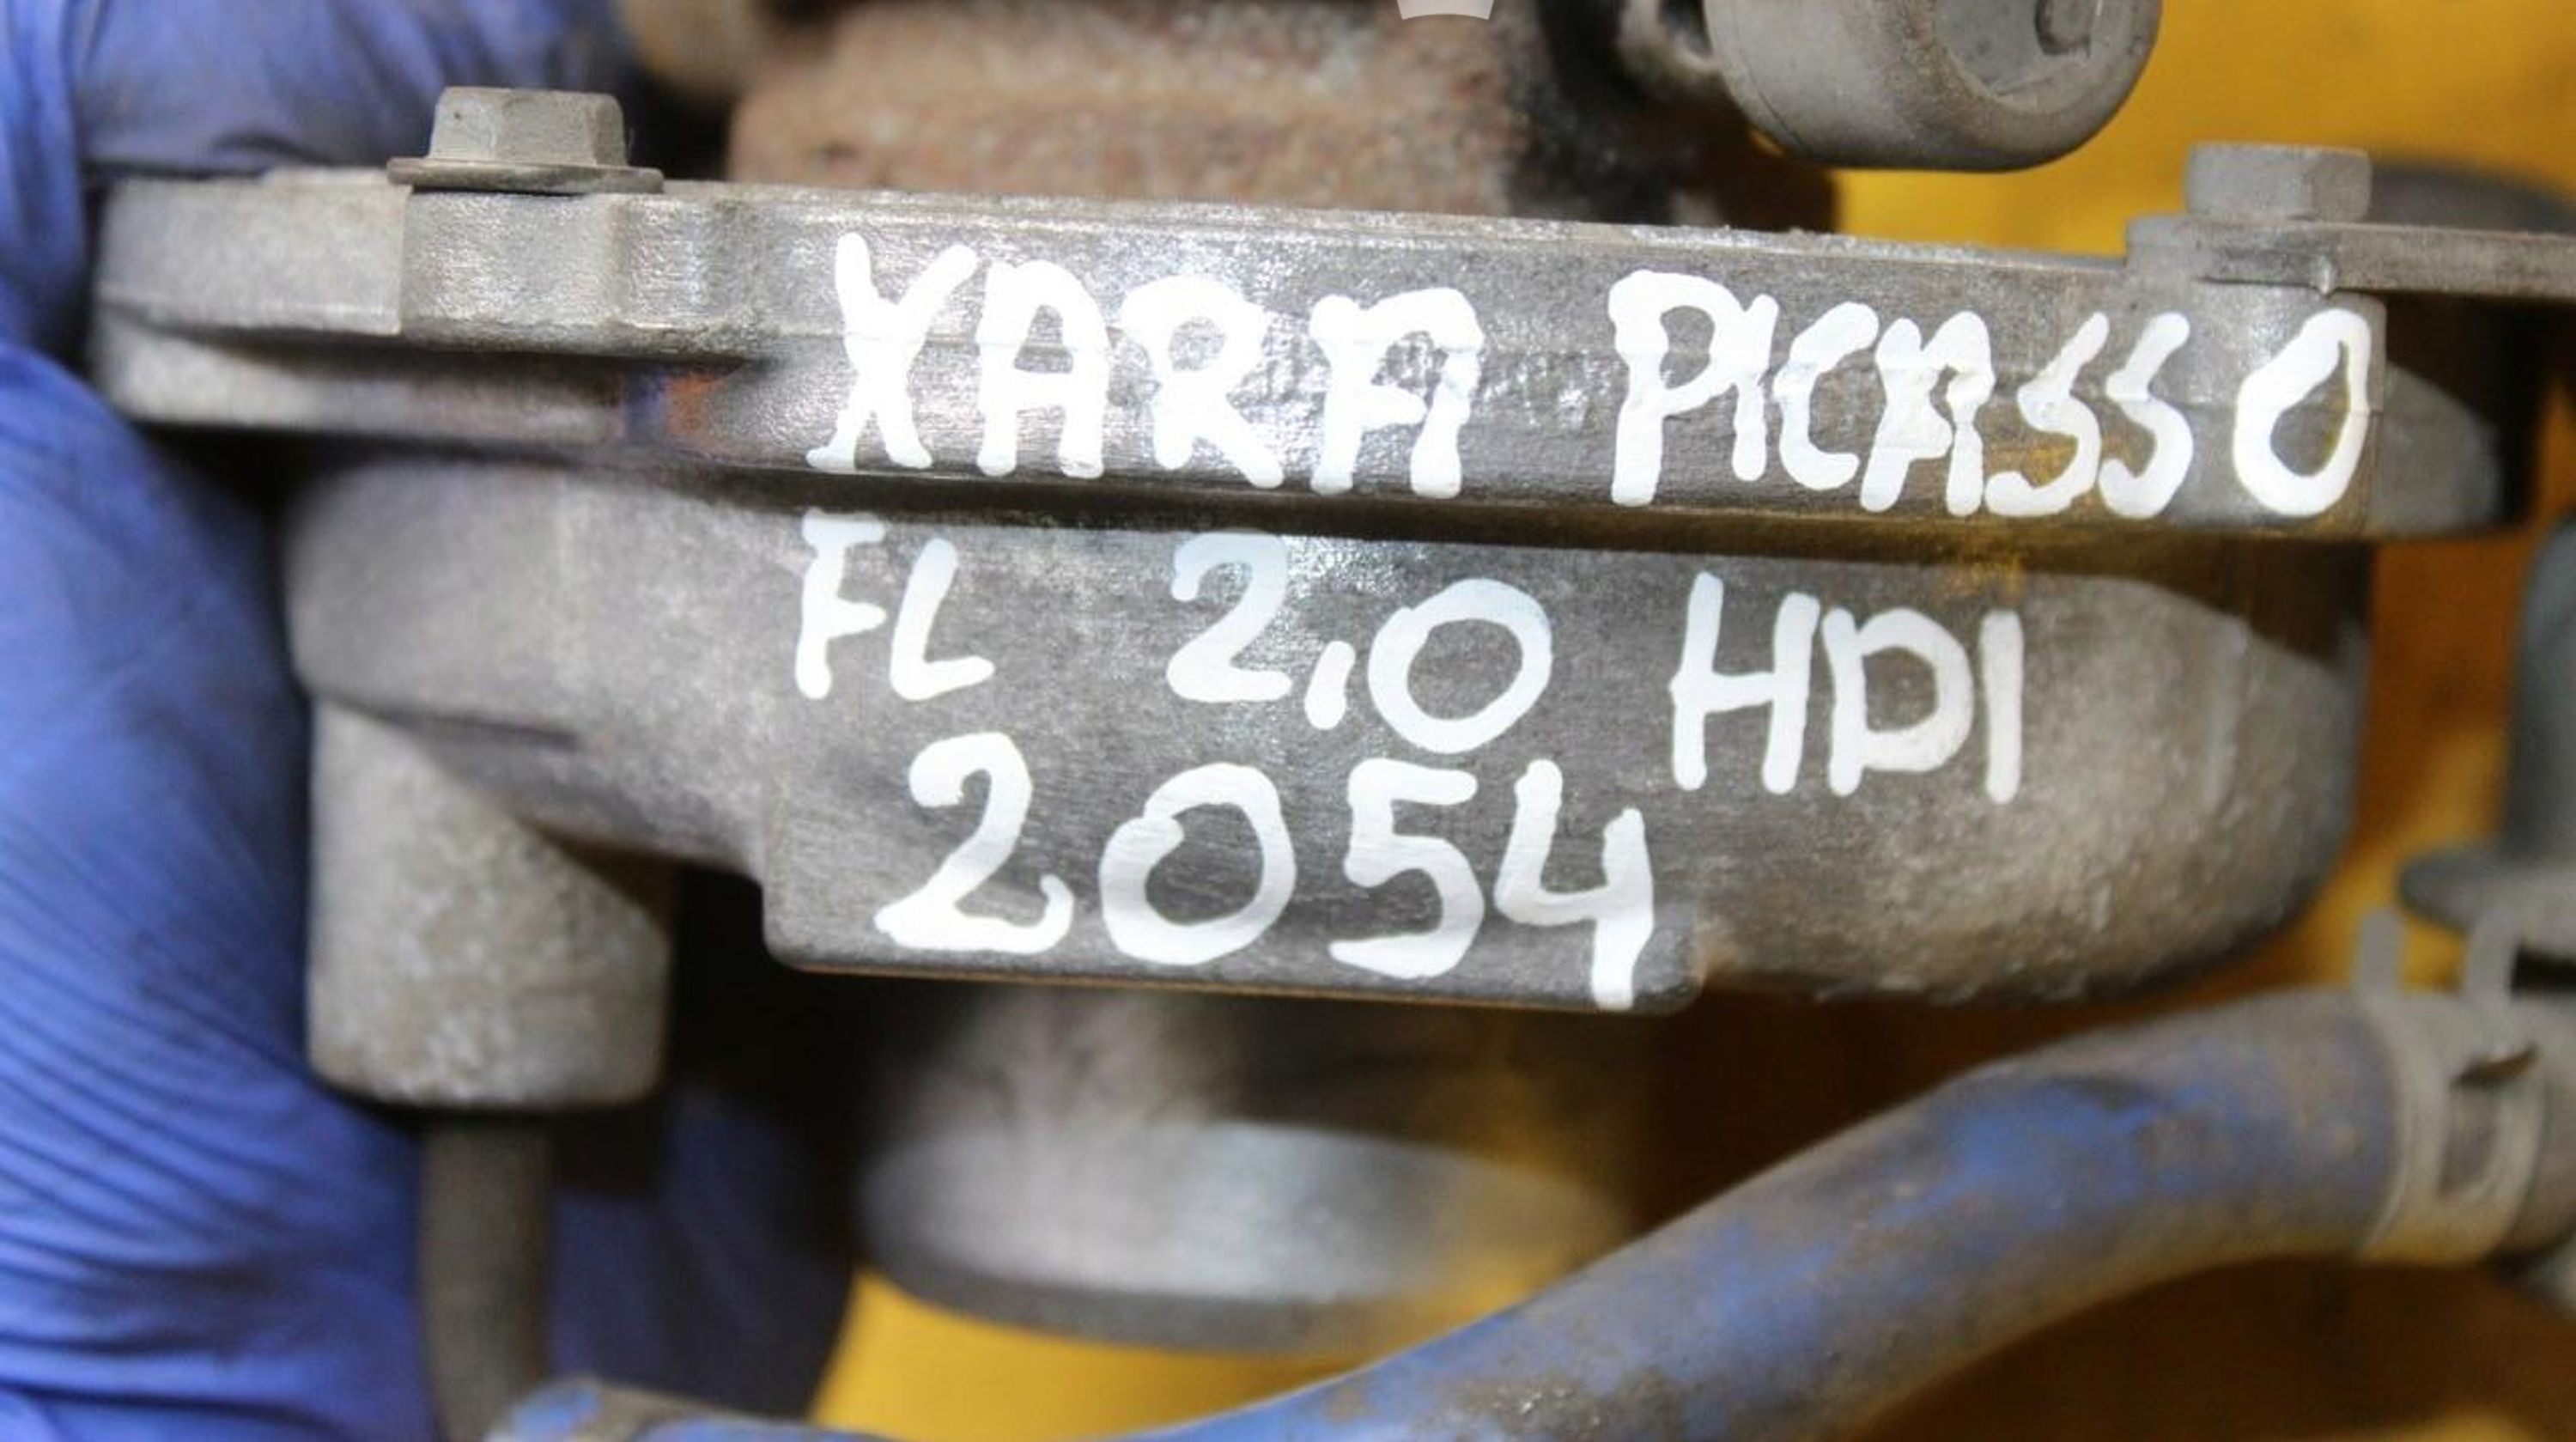 XARA PICASSO
FL 2,0 HDI
2054